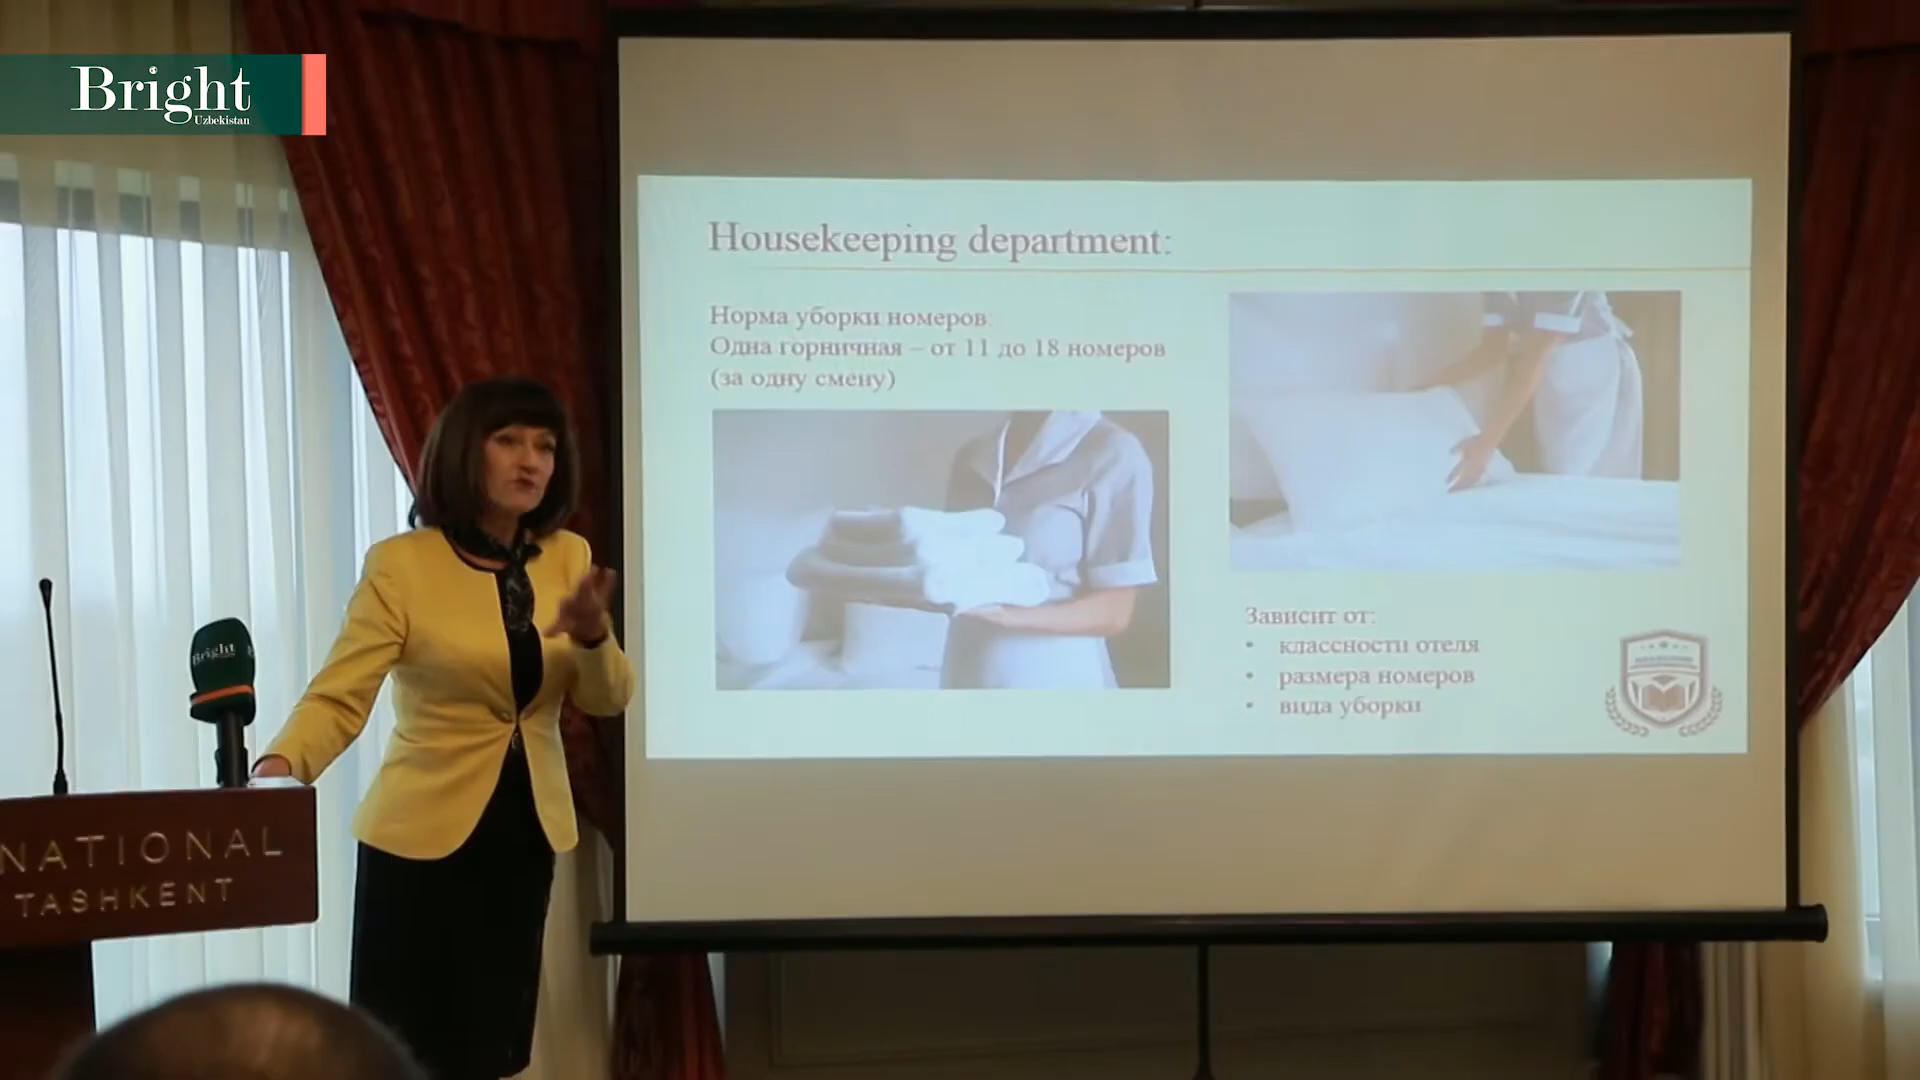 Bright
Uzbekistan
Housekeeping department:
Норма уборки номеров:
Одна горничная – от 11 до 18 номеров
(за одну смену)
Зависит от:
• классности отеля
• размера номеров
• вида уборки
Bright
NATIONAL
TASHKENT